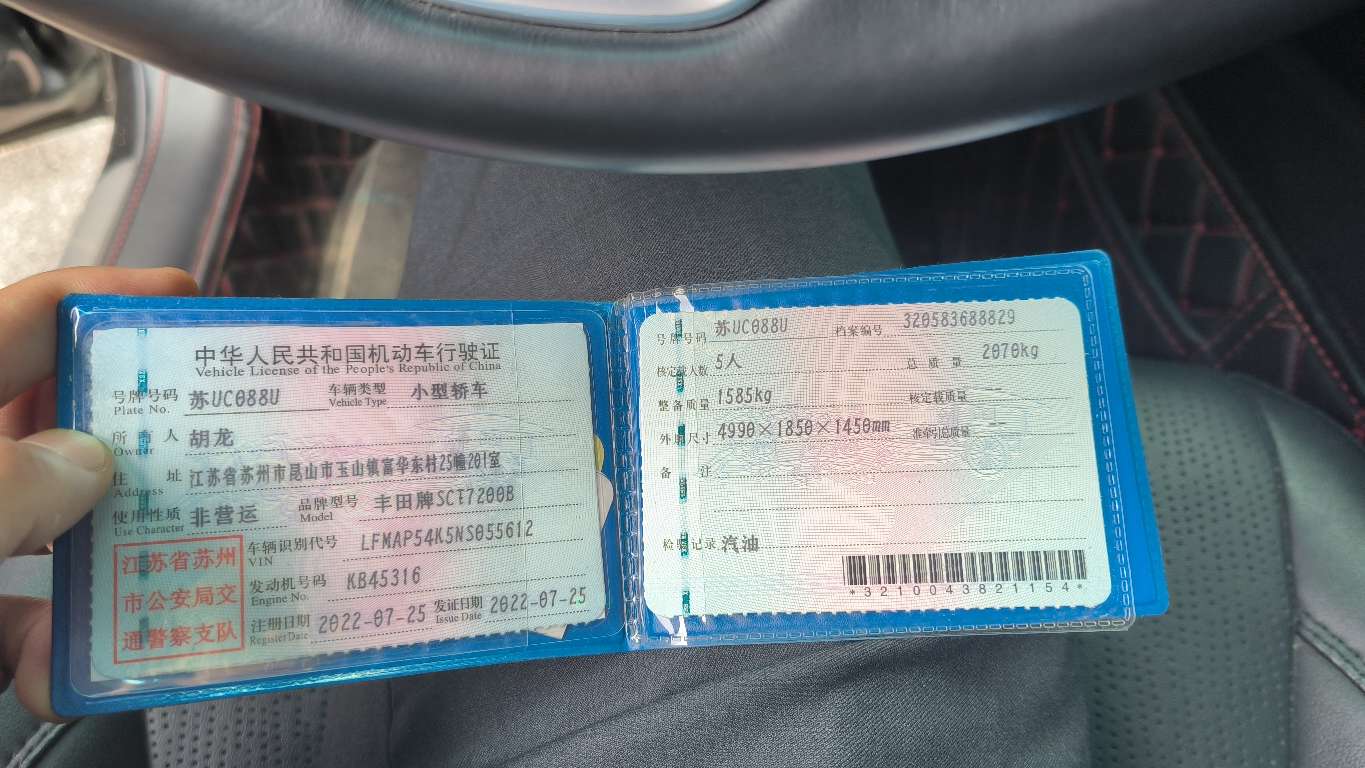 中华人民共和国机动车行驶证
Vehicle License of the People's Republic of China
号牌号码 苏UC088U 车辆类型 小型轿车
Plate No. Vehicle Type
所有人 胡龙
Owner
住址 江苏省苏州市昆山市玉山镇富华东村25幢201室
Address
使用性质 非营运 品牌型号 丰田牌SCT7200B
Use Character Model
江苏省苏州
市公安局交
通警察支队
车辆识别代号 LFMAP54K5NS055612
VIN
发动机号码 KB45316
Engine No.
注册日期 2022-07-25 发证日期 2022-07-25
Register Date Issue Date
号牌号码 苏UC088U 档案编号 320583688829
核定载人数 5人 总质量 2070kg
整备质量 1585kg 核定载质量 --
外廓尺寸 4990×1850×1450mm 准牵引总质量 --
备注
检验记录 汽油
*3210043821154*